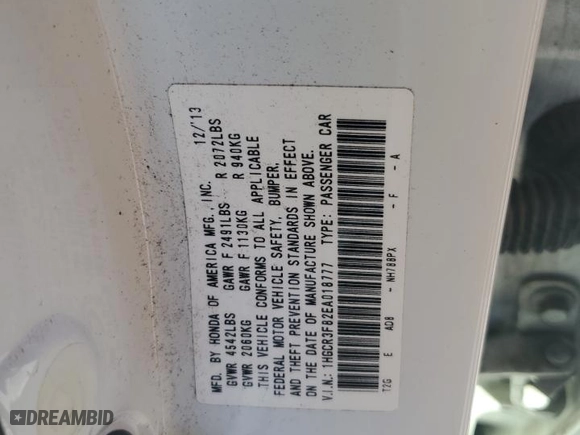 MFD. BY HONDA OF AMERICA MFG., INC. 12/'13
GVWR 4542LBS GAWR F 2491LBS R 2072LBS
GVWR 2060KG GAWR F 1130KG R 940KG
THIS VEHICLE CONFORMS TO ALL APPLICABLE
FEDERAL MOTOR VEHICLE SAFETY, BUMPER,
AND THEFT PREVENTION STANDARDS IN EFFECT
ON THE DATE OF MANUFACTURE SHOWN ABOVE.
V.I.N.: 1HGCR3F82EA018777 TYPE: PASSENGER CAR
T2G E AD8 - NH788PX - F - A
DREAMBID